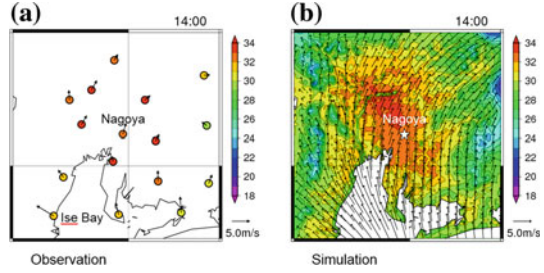 (a) 14:00
34
32
30
28
26
24
22
20
18
Nagoya
Ise Bay
5.0m/s
Observation
(b) 14:00
34
32
30
28
26
24
22
20
18
Nagoya
5.0m/s
Simulation